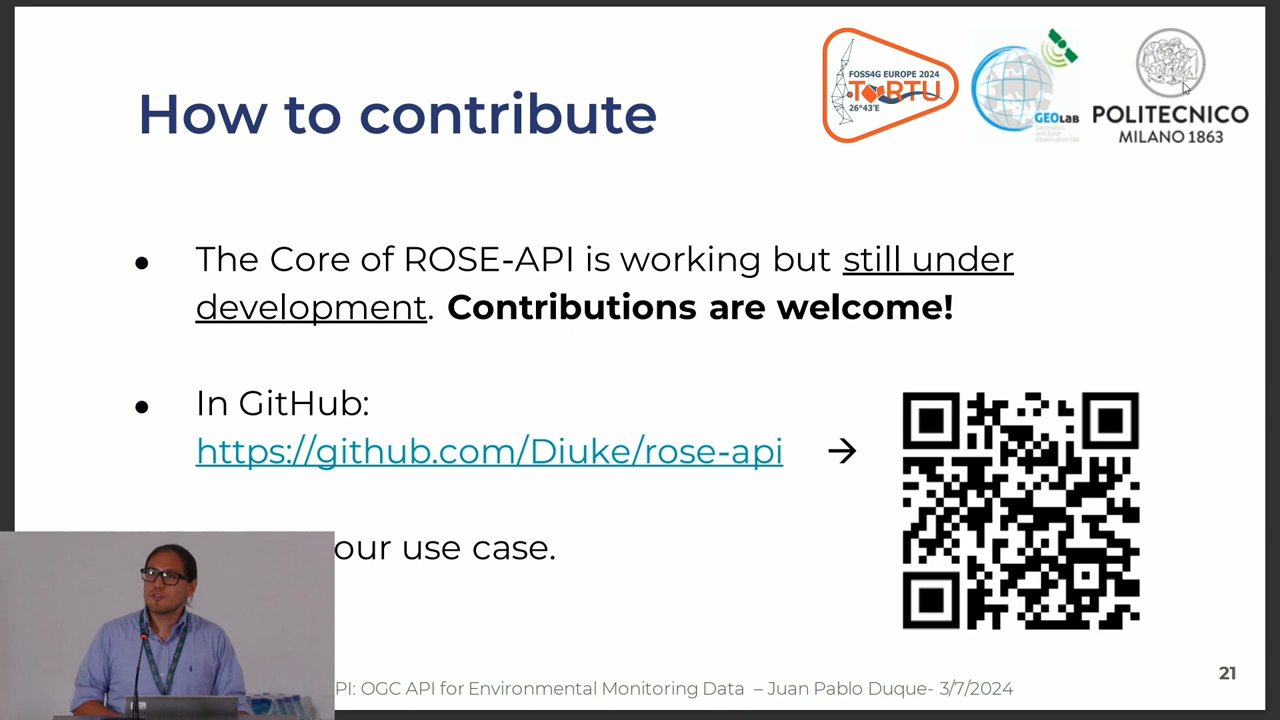 FOSS4G EUROPE 2024
TARTU
26°43'E
GEOLAB
POLITECNICO
MILANO 1863
How to contribute
● The Core of ROSE-API is working but still under
development. Contributions are welcome!
● In GitHub:
https://github.com/Diuke/rose-api →
our use case.
21
PI: OGC API for Environmental Monitoring Data – Juan Pablo Duque- 3/7/2024